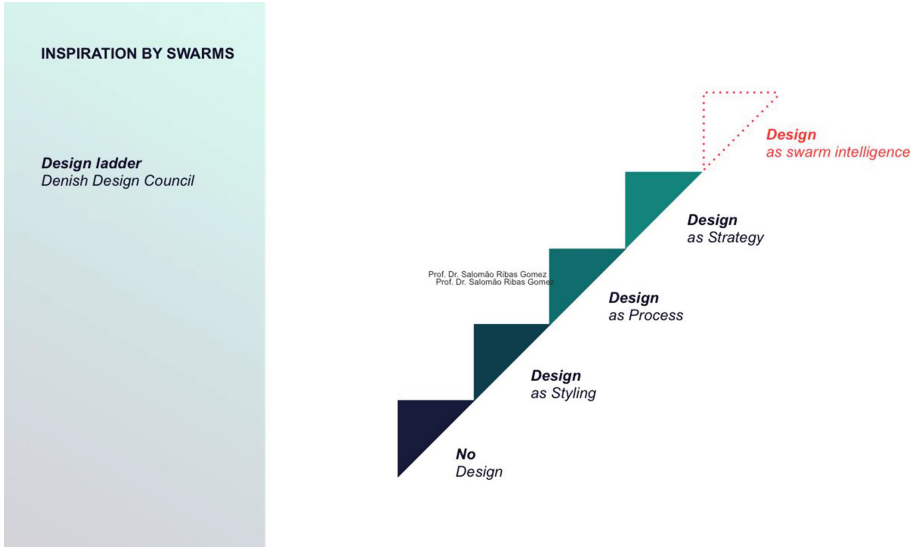 INSPIRATION BY SWARMS
Design ladder
Denish Design Council
Design
as swarm intelligence
Design
as Strategy
Prof. Dr. Salomão Ribas Gomez
Prof. Dr. Salomão Ribas Gomez
Design
as Process
Design
as Styling
No
Design